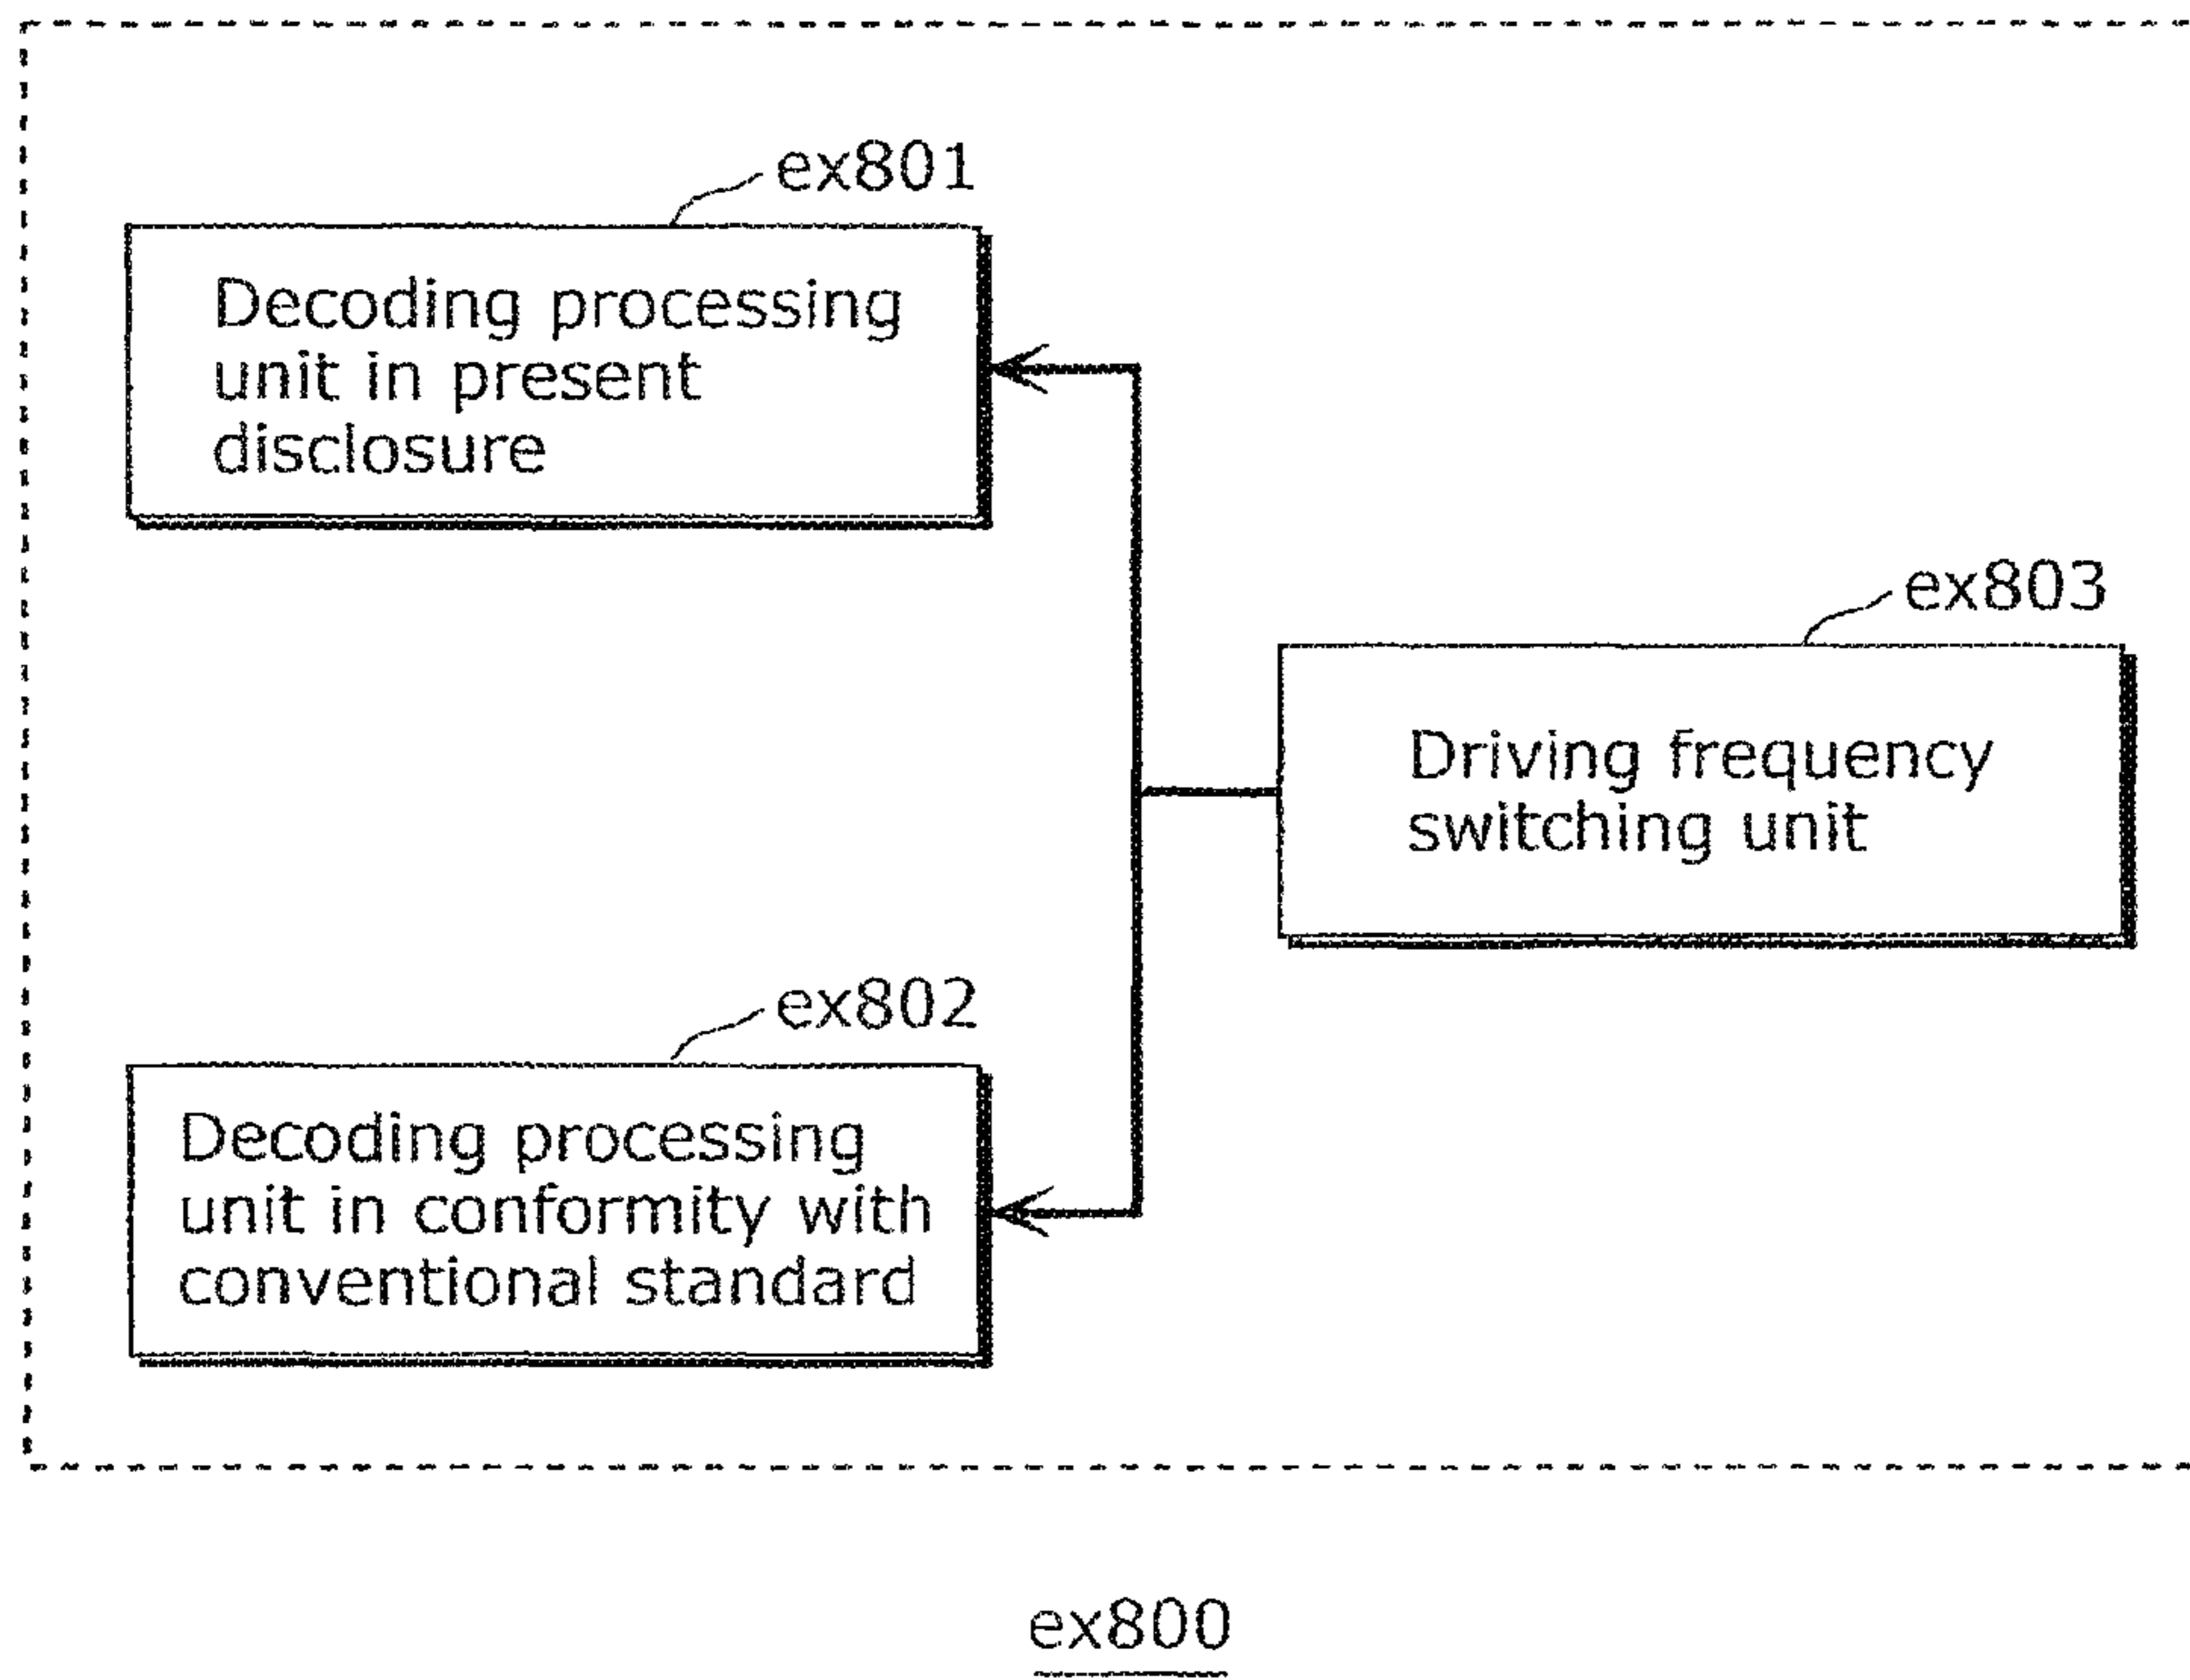 ex801
Decoding processing
unit in present
disclosure
ex803
Driving frequency
switching unit
ex802
Decoding processing
unit in conformity with
conventional standard
ex800